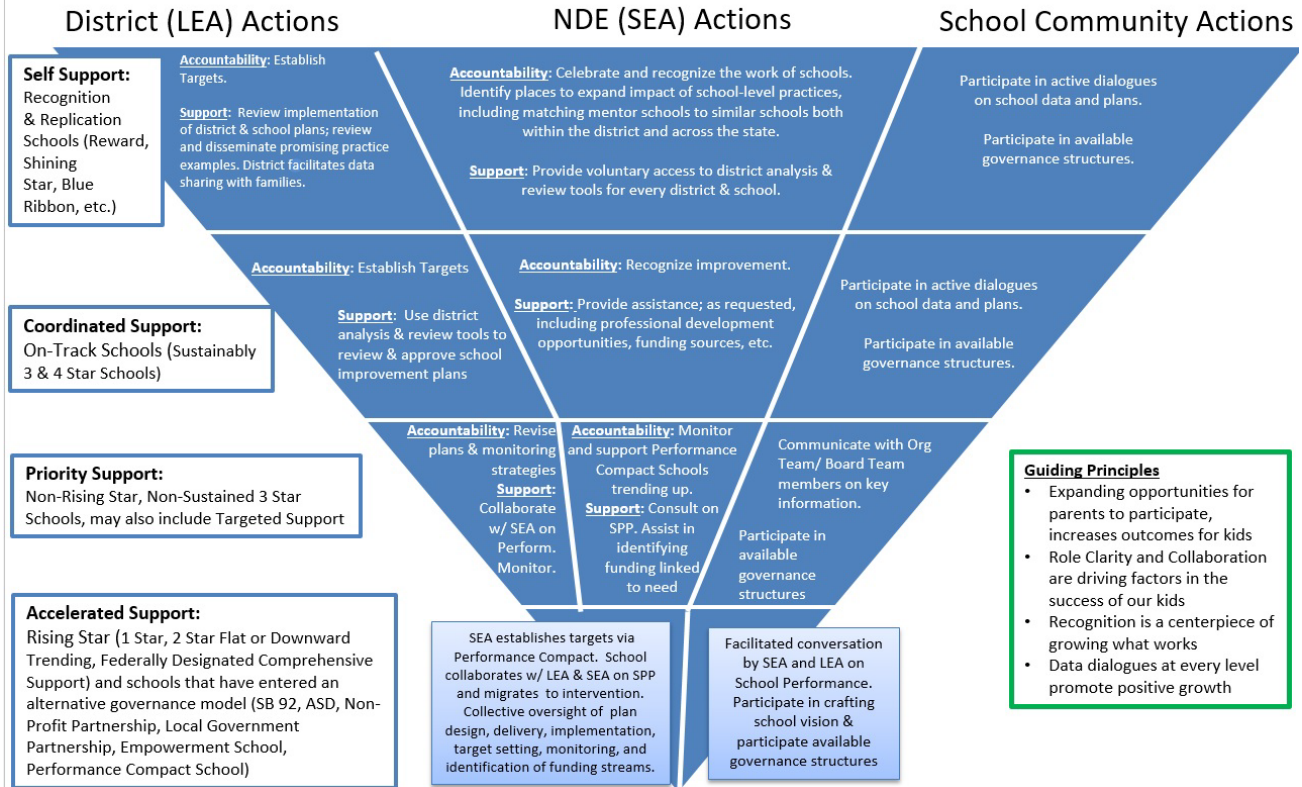 District (LEA) Actions
NDE (SEA) Actions
School Community Actions
Self Support:
Recognition
& Replication
Schools (Reward,
Shining
Star, Blue
Ribbon, etc.)
Accountability: Establish
Targets.
Support: Review implementation
of district & school plans; review
and disseminate promising practice
examples. District facilitates data
sharing with families.
Accountability: Celebrate and recognize the work of schools.
Identify places to expand impact of school-level practices,
including matching mentor schools to similar schools both
within the district and across the state.
Support: Provide voluntary access to district analysis &
review tools for every district & school.
Participate in active dialogues
on school data and plans.
Participate in available
governance structures.
Coordinated Support:
On-Track Schools (Sustainably
3 & 4 Star Schools)
Accountability: Establish Targets
Support: Use district
analysis & review tools to
review & approve school
improvement plans
Accountability: Recognize improvement.
Support: Provide assistance; as requested,
including professional development
opportunities, funding sources, etc.
Participate in active dialogues
on school data and plans.
Participate in available
governance structures.
Priority Support:
Non-Rising Star, Non-Sustained 3 Star
Schools, may also include Targeted Support
Accountability: Revise
plans & monitoring
strategies
Support:
Collaborate
w/ SEA on
Perform.
Monitor.
Accountability: Monitor
and support Performance
Compact Schools
trending up.
Support: Consult on
SPP. Assist in
identifying
funding linked
to need
Communicate with Org
Team/ Board Team
members on key
information.
Participate in
available
governance
structures
Accelerated Support:
Rising Star (1 Star, 2 Star Flat or Downward
Trending, Federally Designated Comprehensive
Support) and schools that have entered an
alternative governance model (SB 92, ASD, Non-
Profit Partnership, Local Government
Partnership, Empowerment School,
Performance Compact School)
SEA establishes targets via
Performance Compact. School
collaborates w/ LEA & SEA on SPP
and migrates to intervention.
Collective oversight of plan
design, delivery, implementation,
target setting, monitoring, and
identification of funding streams.
Facilitated conversation
by SEA and LEA on
School Performance.
Participate in crafting
school vision &
participate available
governance structures
Guiding Principles
• Expanding opportunities for
parents to participate,
increases outcomes for kids
• Role Clarity and Collaboration
are driving factors in the
success of our kids
• Recognition is a centerpiece of
growing what works
• Data dialogues at every level
promote positive growth